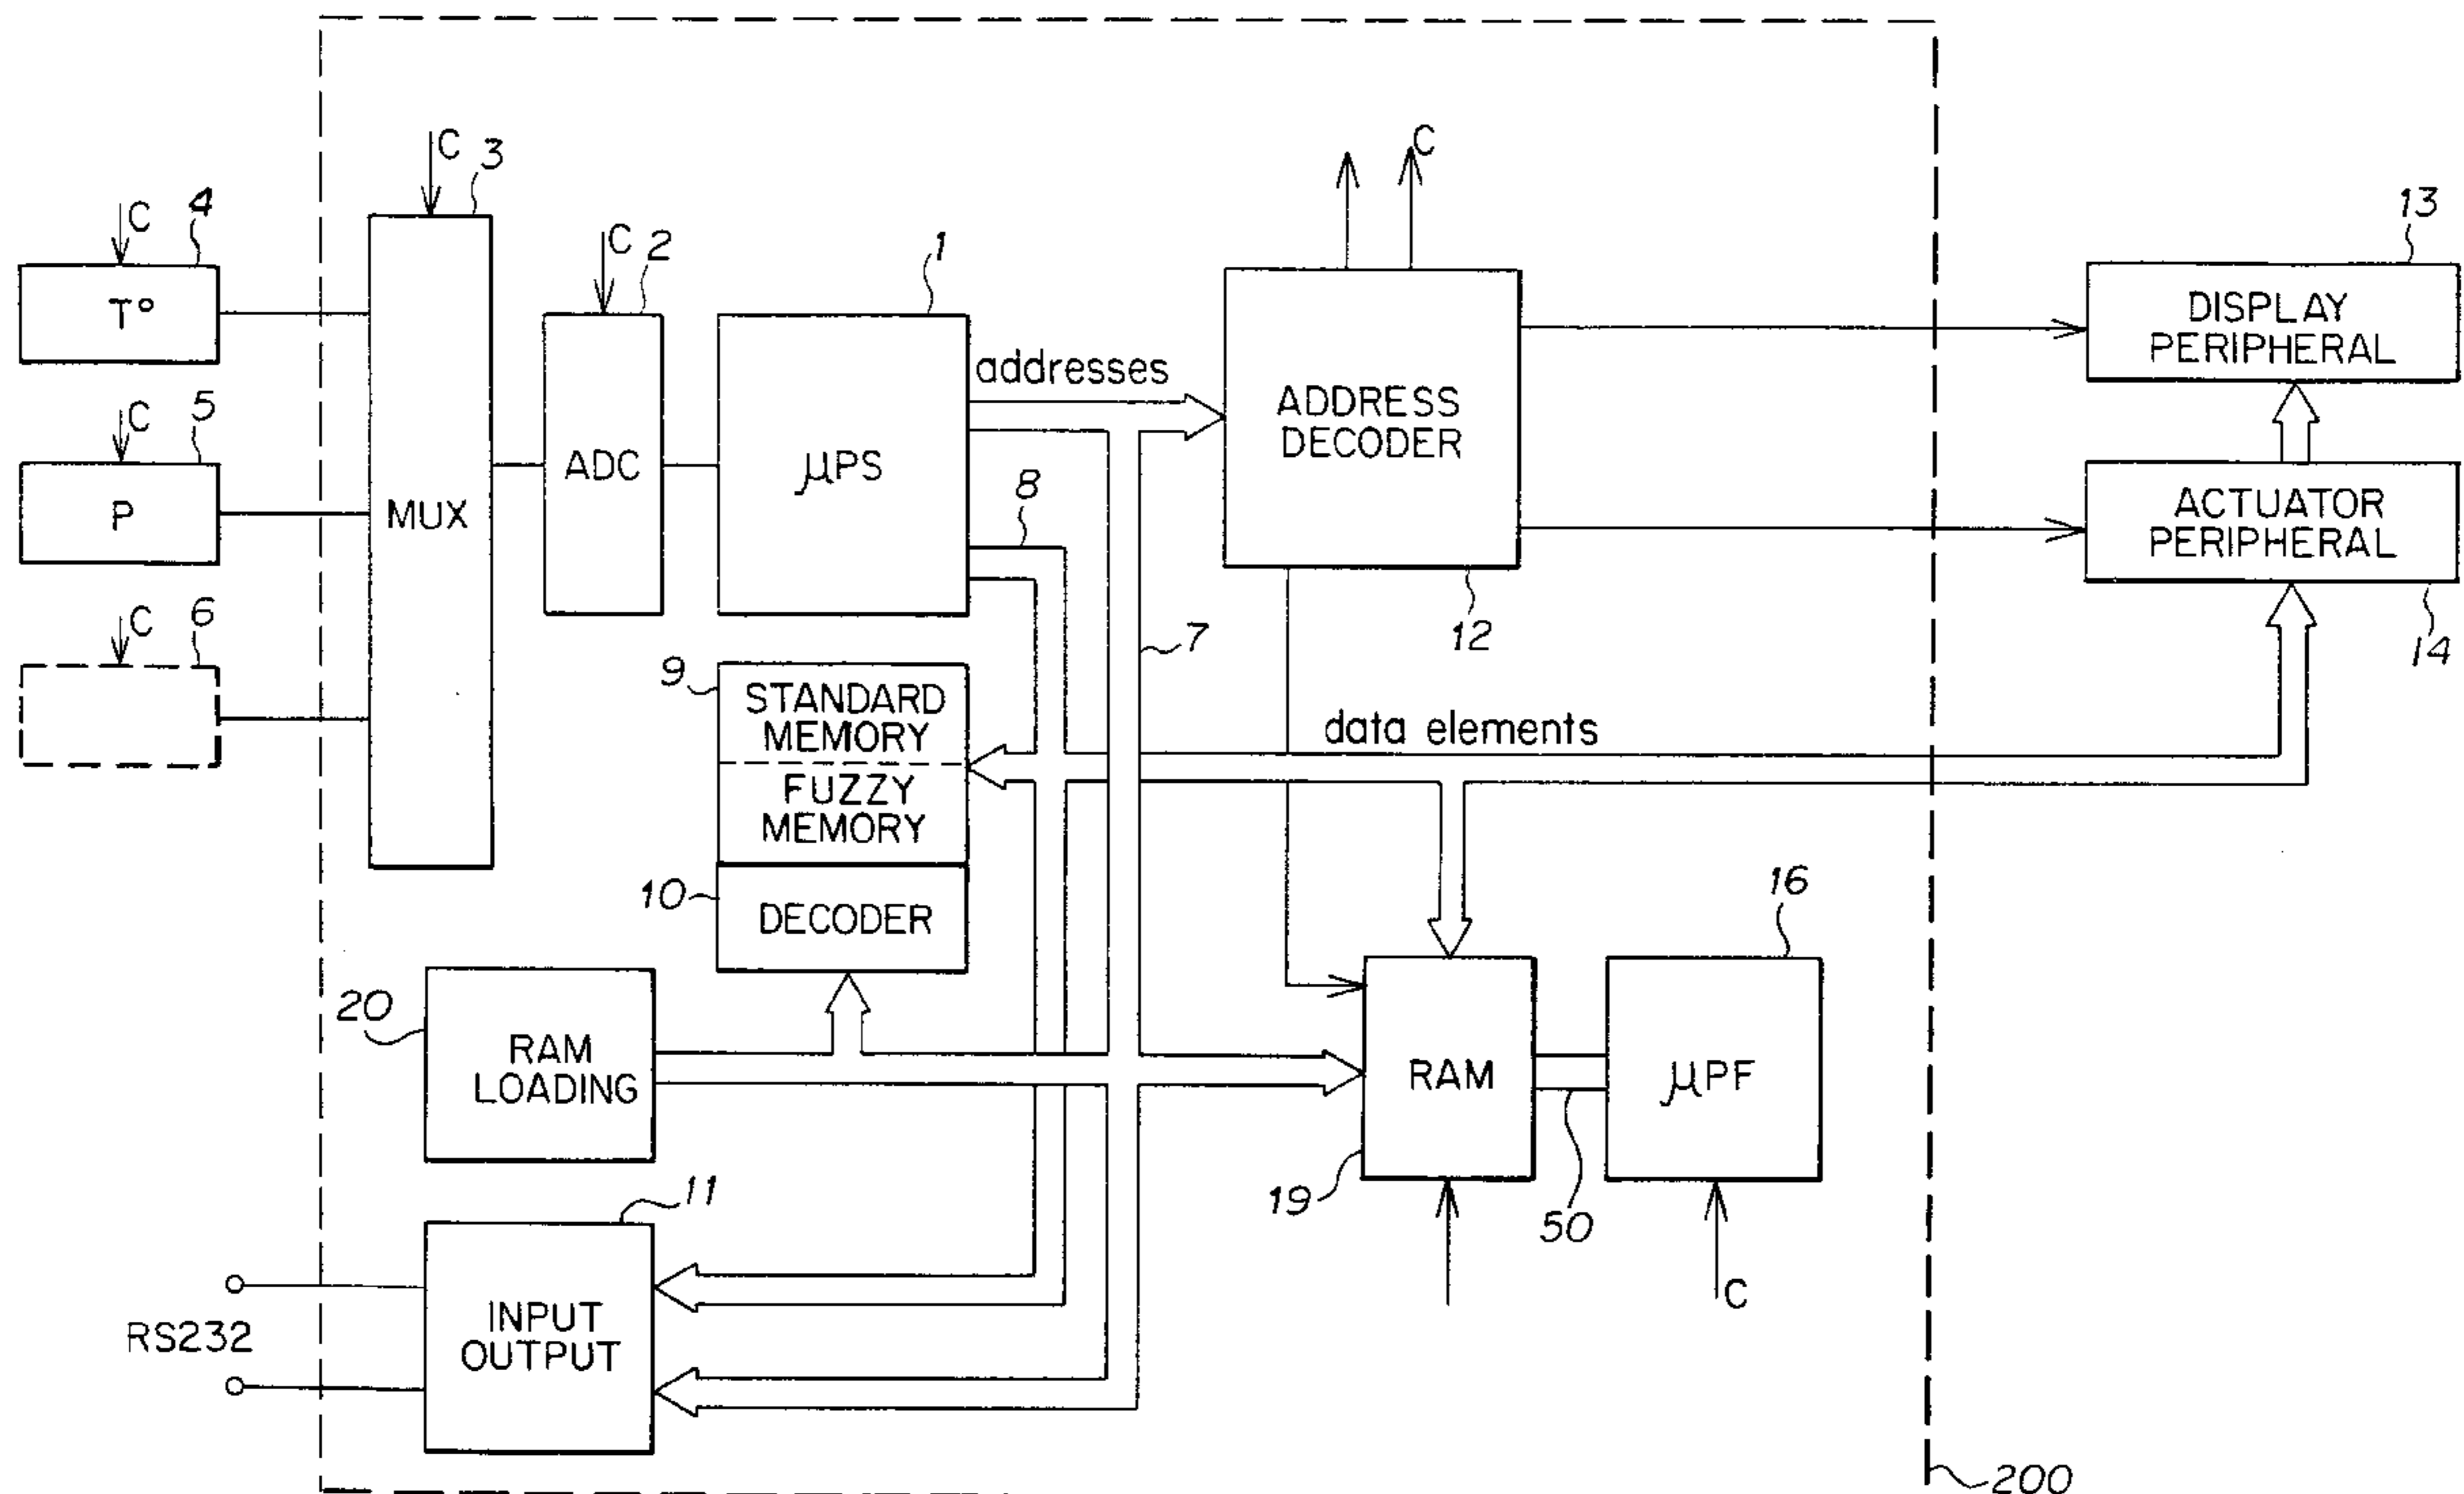 C
3
C
4
T°
C
5
P
C
6
MUX
C
2
ADC
1
µPS
addresses
8
7
C
ADDRESS
DECODER
12
13
DISPLAY
PERIPHERAL
ACTUATOR
PERIPHERAL
14
9
STANDARD
MEMORY
FUZZY
MEMORY
10
DECODER
data elements
20
RAM
LOADING
RAM
19
16
µPF
50
C
11
INPUT
OUTPUT
RS232
200